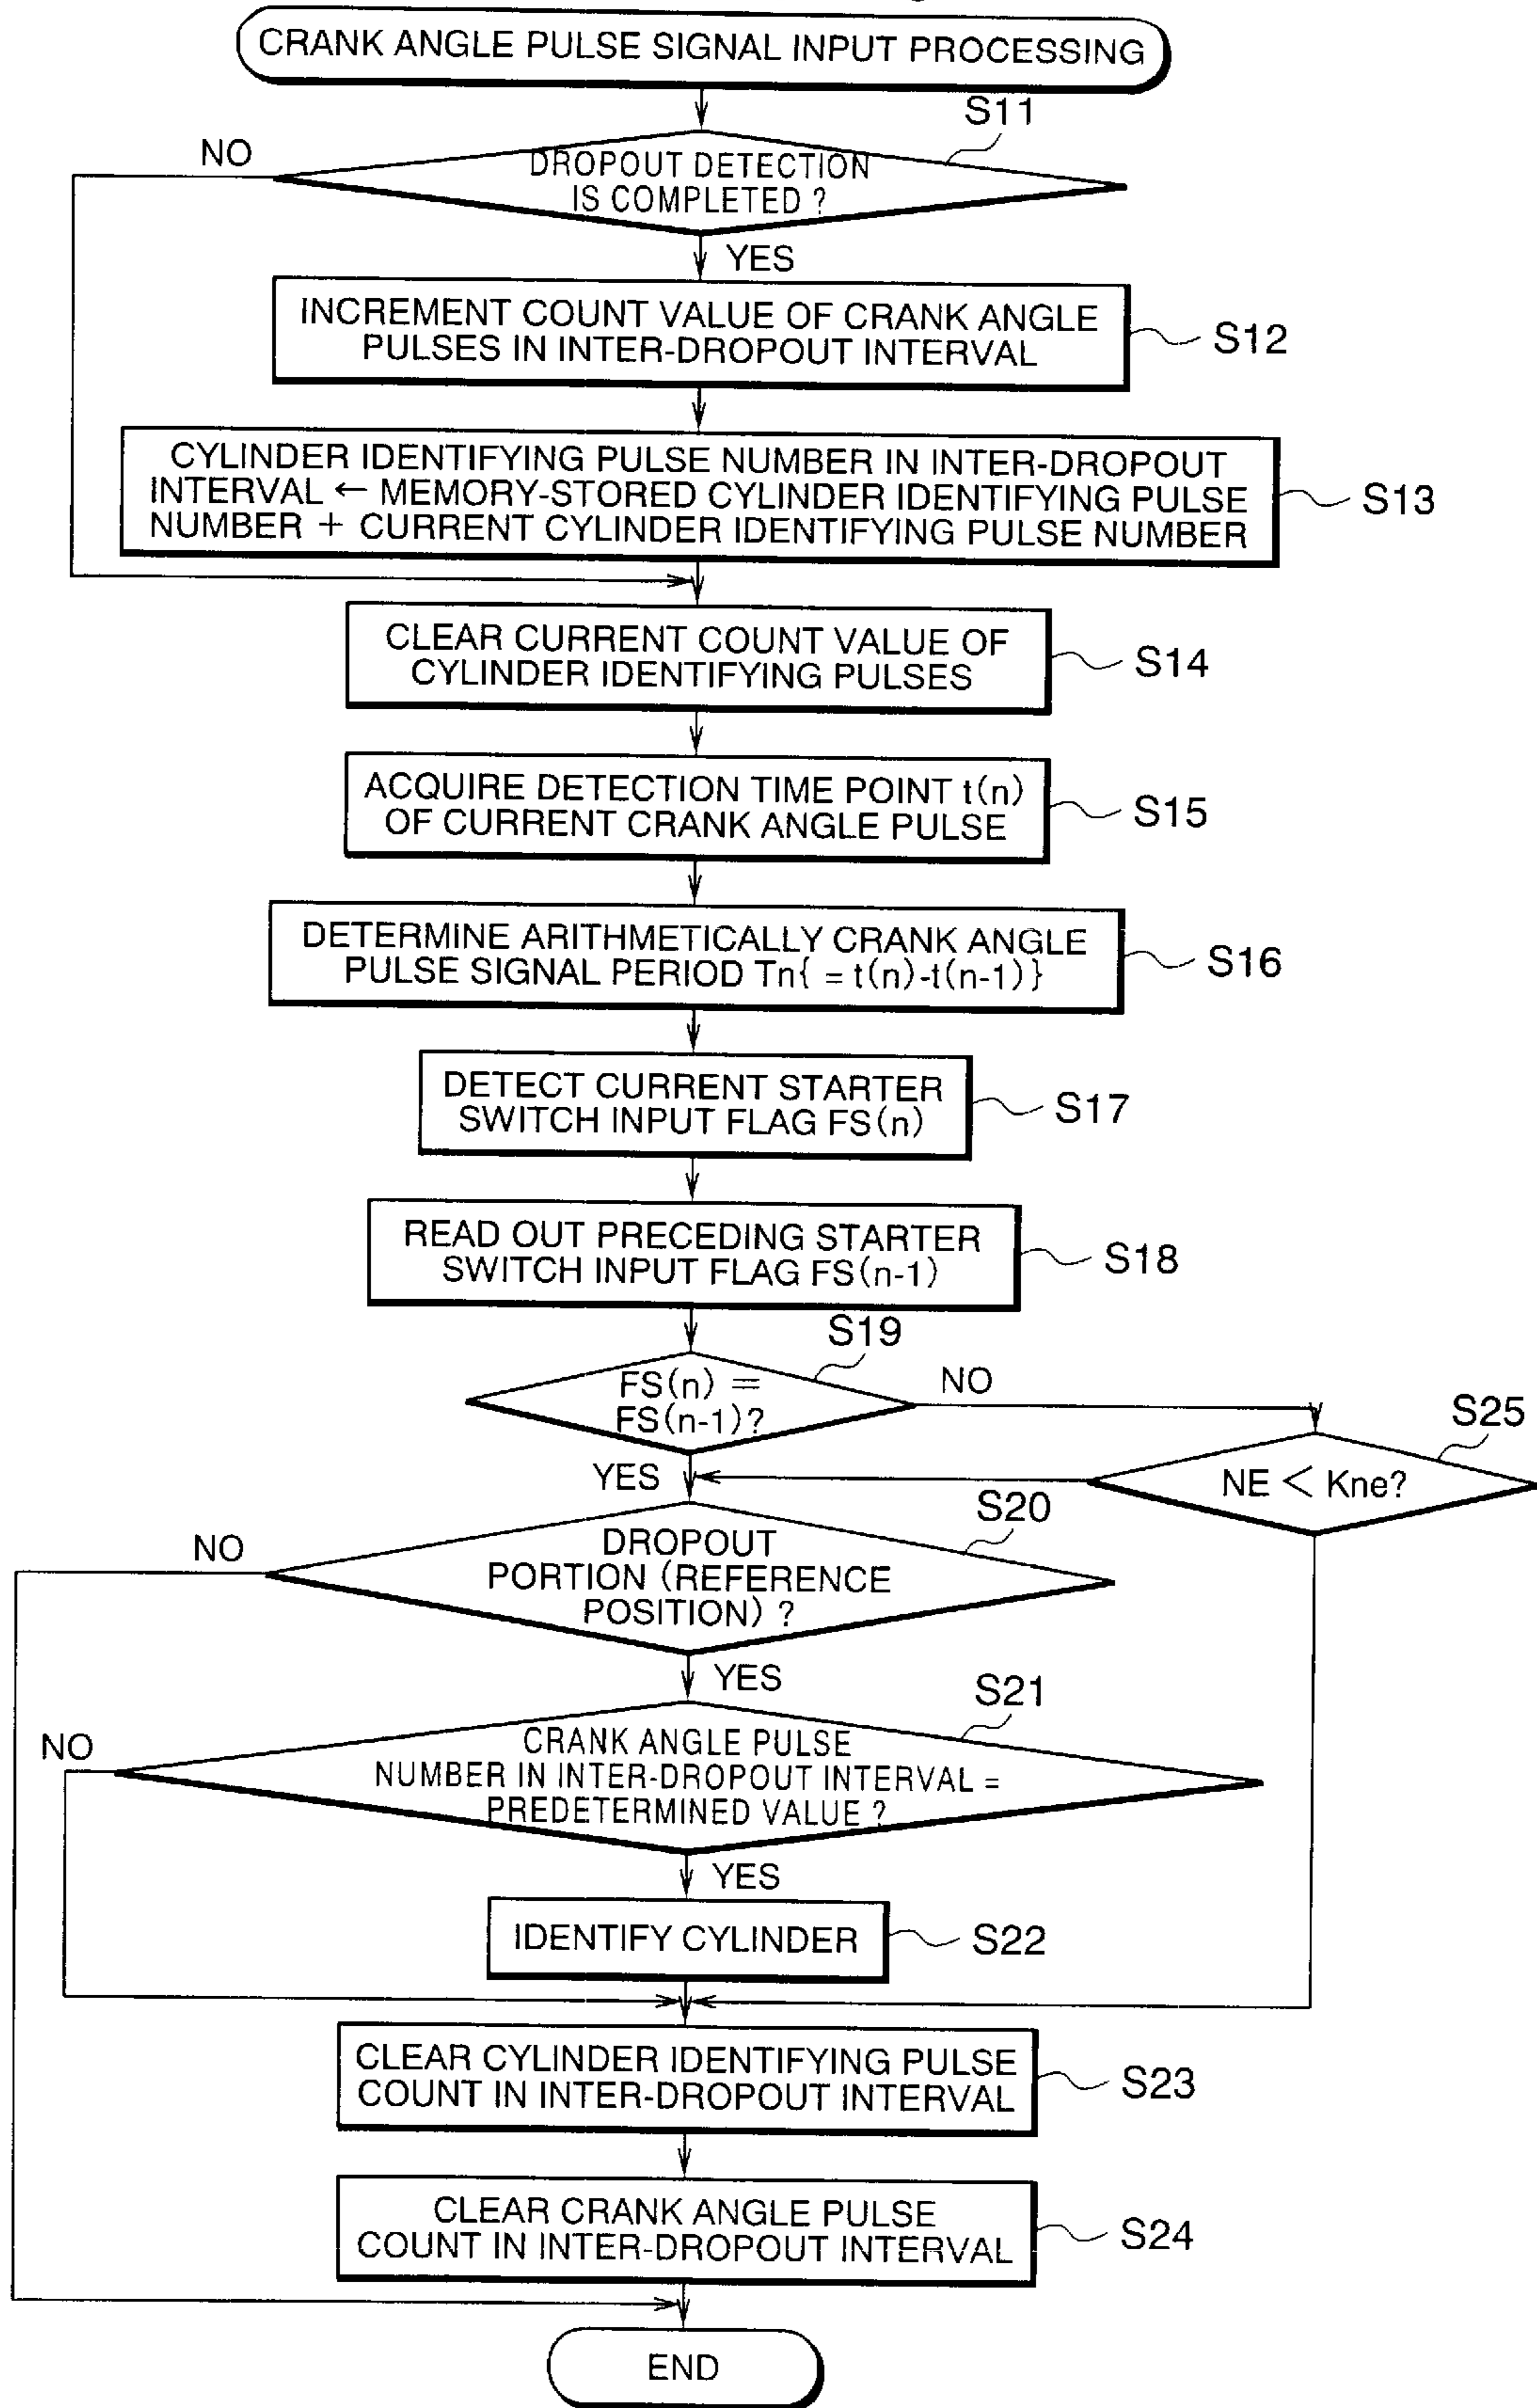 CRANK ANGLE PULSE SIGNAL INPUT PROCESSING
S11
NO
DROPOUT DETECTION
IS COMPLETED ?
YES
INCREMENT COUNT VALUE OF CRANK ANGLE
PULSES IN INTER-DROPOUT INTERVAL
S12
CYLINDER IDENTIFYING PULSE NUMBER IN INTER-DROPOUT
INTERVAL ← MEMORY-STORED CYLINDER IDENTIFYING PULSE
NUMBER + CURRENT CYLINDER IDENTIFYING PULSE NUMBER
S13
CLEAR CURRENT COUNT VALUE OF
CYLINDER IDENTIFYING PULSES
S14
ACQUIRE DETECTION TIME POINT t(n)
OF CURRENT CRANK ANGLE PULSE
S15
DETERMINE ARITHMETICALLY CRANK ANGLE
PULSE SIGNAL PERIOD Tn{ = t(n)-t(n-1)}
S16
DETECT CURRENT STARTER
SWITCH INPUT FLAG FS(n)
S17
READ OUT PRECEDING STARTER
SWITCH INPUT FLAG FS(n-1)
S18
S19
FS(n) =
FS(n-1)?
NO
S25
YES
NE < Kne?
S20
NO
DROPOUT
PORTION (REFERENCE
POSITION) ?
YES
S21
NO
CRANK ANGLE PULSE
NUMBER IN INTER-DROPOUT INTERVAL =
PREDETERMINED VALUE ?
YES
IDENTIFY CYLINDER
S22
CLEAR CYLINDER IDENTIFYING PULSE
COUNT IN INTER-DROPOUT INTERVAL
S23
CLEAR CRANK ANGLE PULSE
COUNT IN INTER-DROPOUT INTERVAL
S24
END